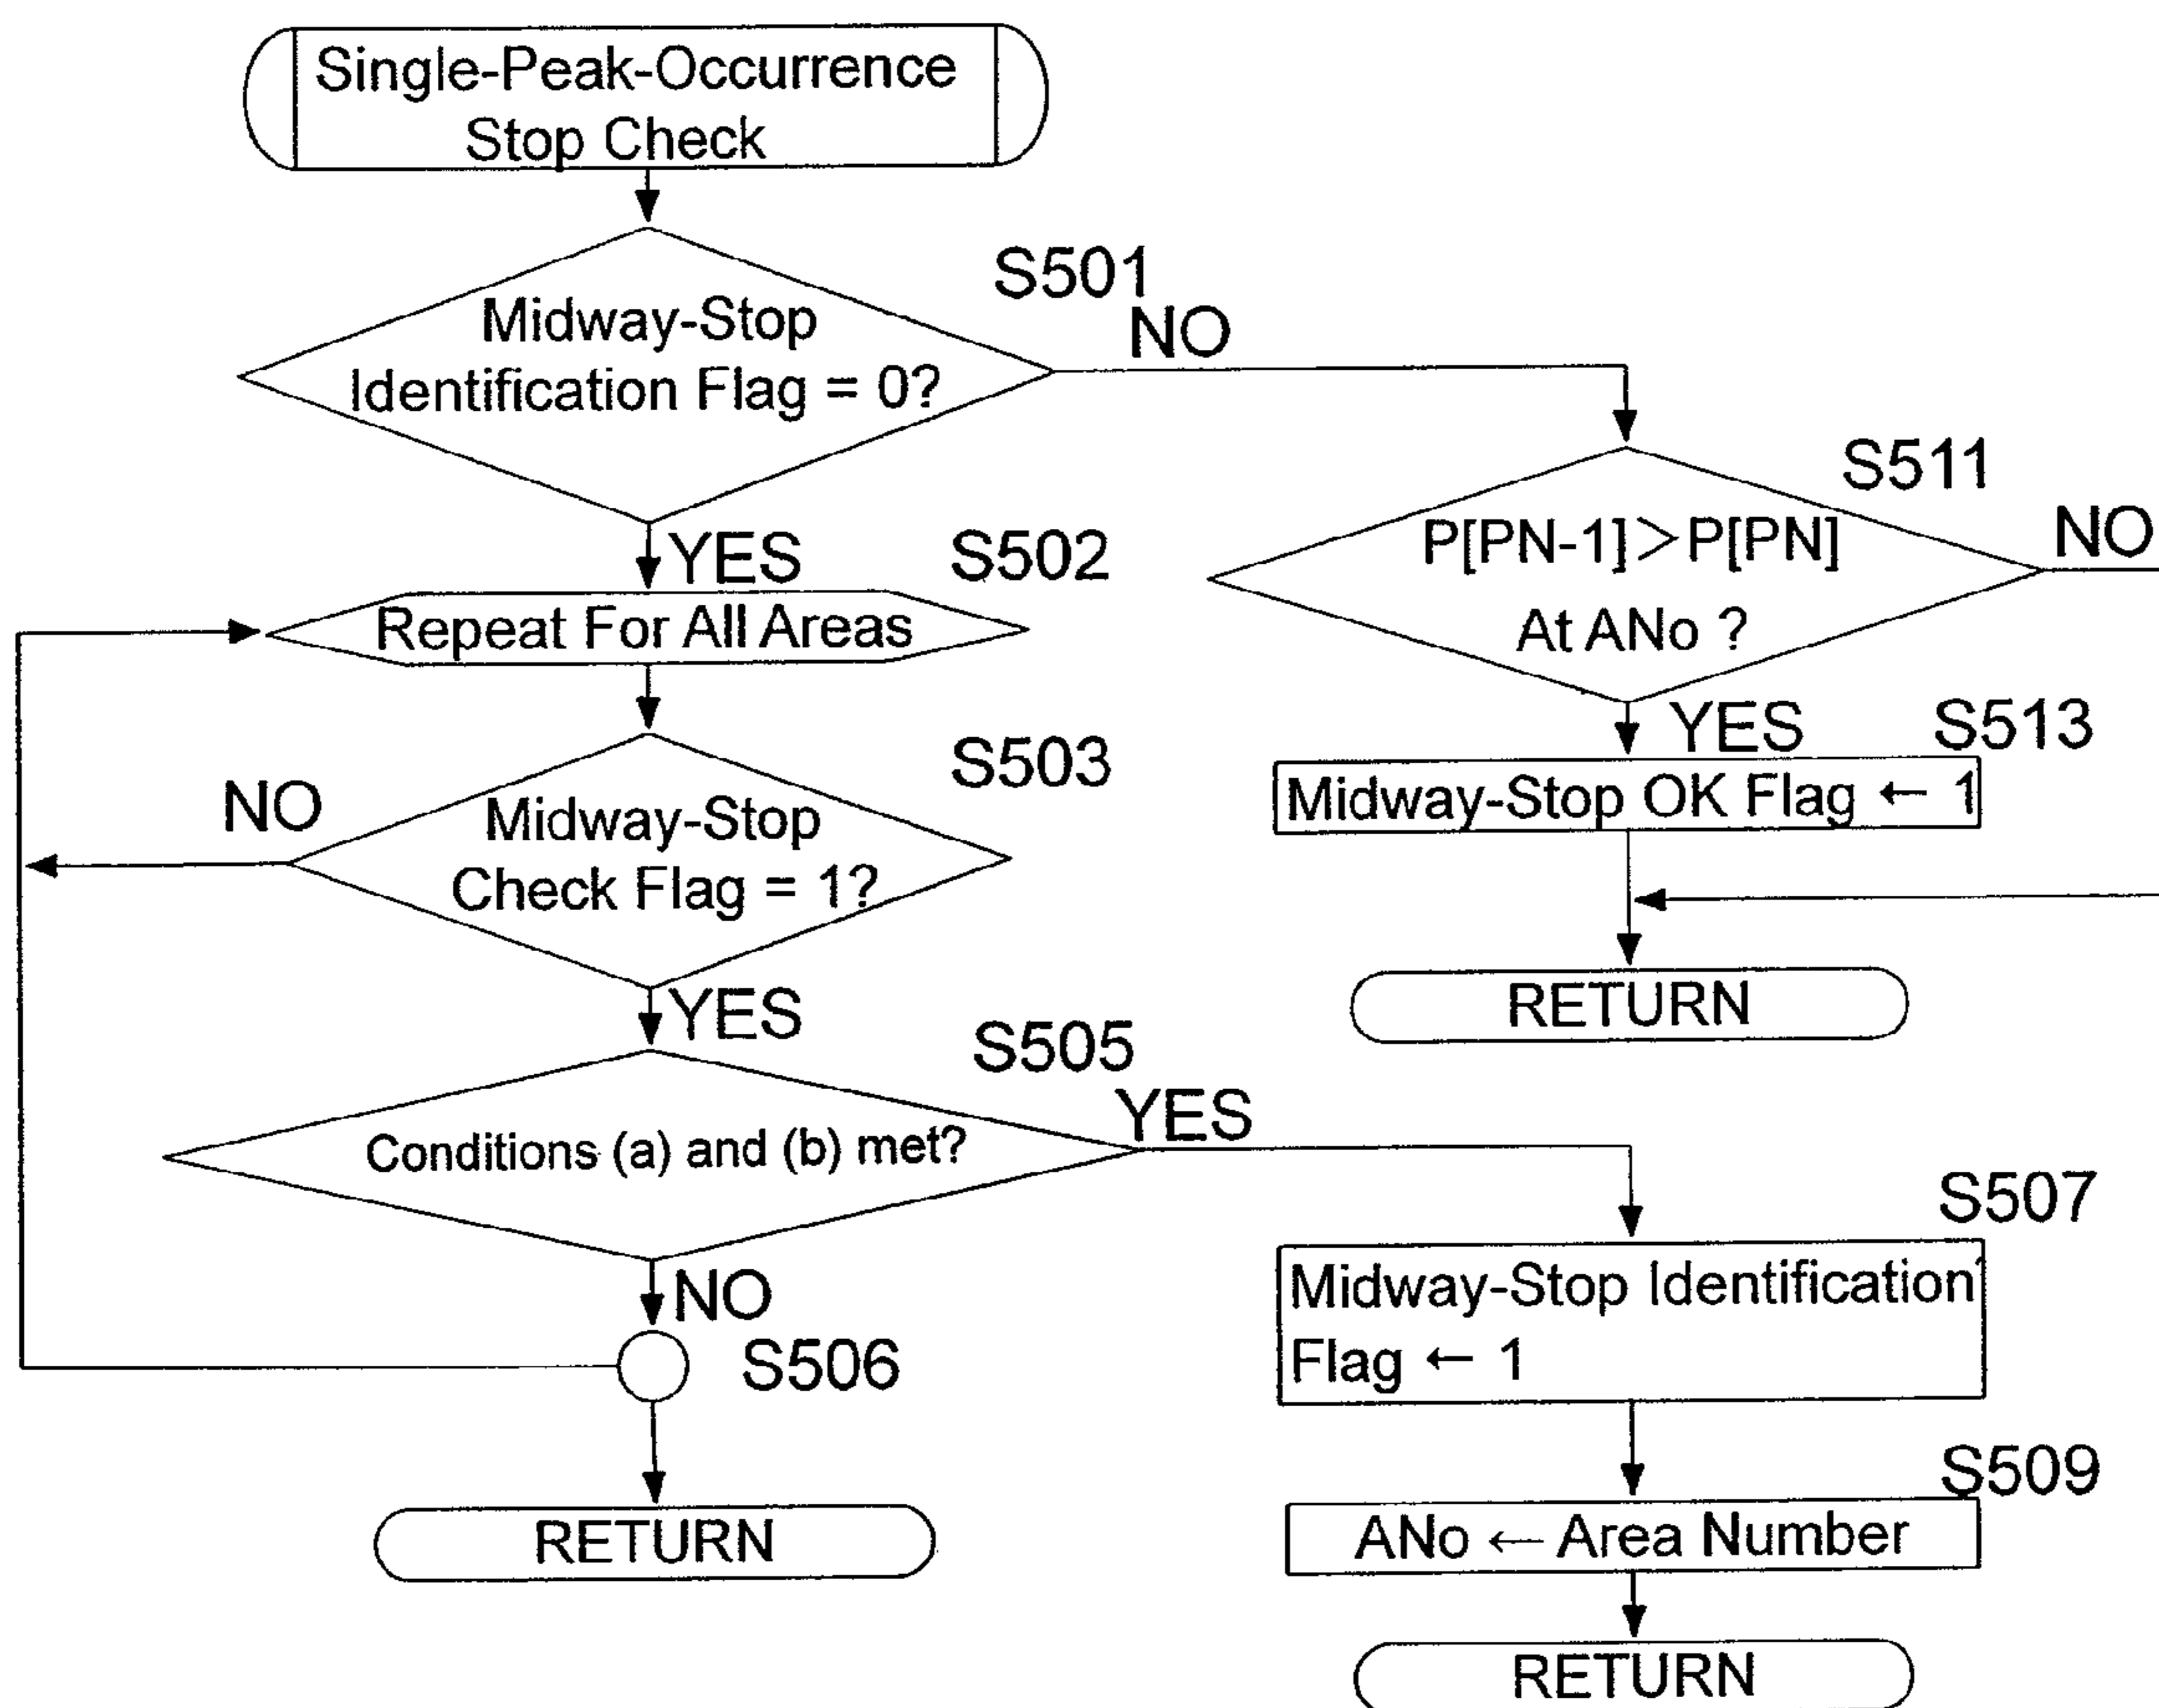 Single-Peak-Occurrence
Stop Check
S501
Midway-Stop
Identification Flag = 0?
NO
YES
S502
Repeat For All Areas
S503
NO
Midway-Stop
Check Flag = 1?
YES
S505
Conditions (a) and (b) met?
YES
NO
S506
RETURN
S511
P[PN-1]>P[PN]
At ANo ?
NO
YES
S513
Midway-Stop OK Flag ← 1
RETURN
S507
Midway-Stop Identification
Flag ← 1
S509
ANo ← Area Number
RETURN